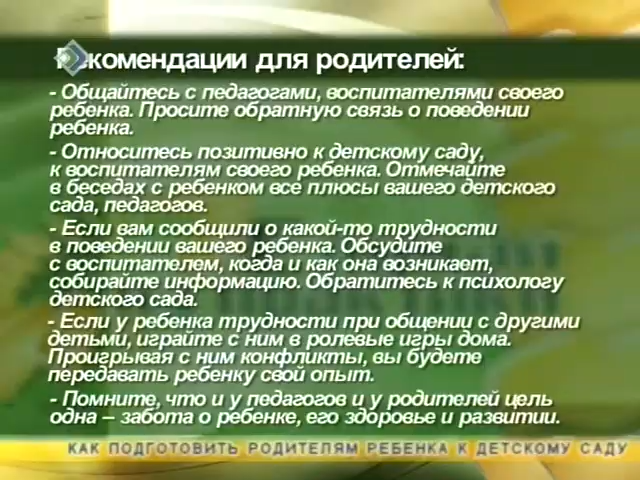 Рекомендации для родителей:
- Общайтесь с педагогами, воспитателями своего
ребенка. Просите обратную связь о поведении
ребенка.
- Относитесь позитивно к детскому саду,
к воспитателям своего ребенка. Отмечайте
в беседах с ребенком все плюсы вашего детского
сада, педагогов.
- Если вам сообщили о какой-то трудности
в поведении вашего ребенка. Обсудите
с воспитателем, когда и как она возникает,
собирайте информацию. Обратитесь к психологу
детского сада.
- Если у ребенка трудности при общении с другими
детьми, играйте с ним в ролевые игры дома.
Проигрывая с ним конфликты, вы будете
передавать ребенку свой опыт.
- Помните, что и у педагогов и у родителей цель
одна – забота о ребенке, его здоровье и развитии.
КАК ПОДГОТОВИТЬ РОДИТЕЛЯМ РЕБЕНКА К ДЕТСКОМУ САДУ